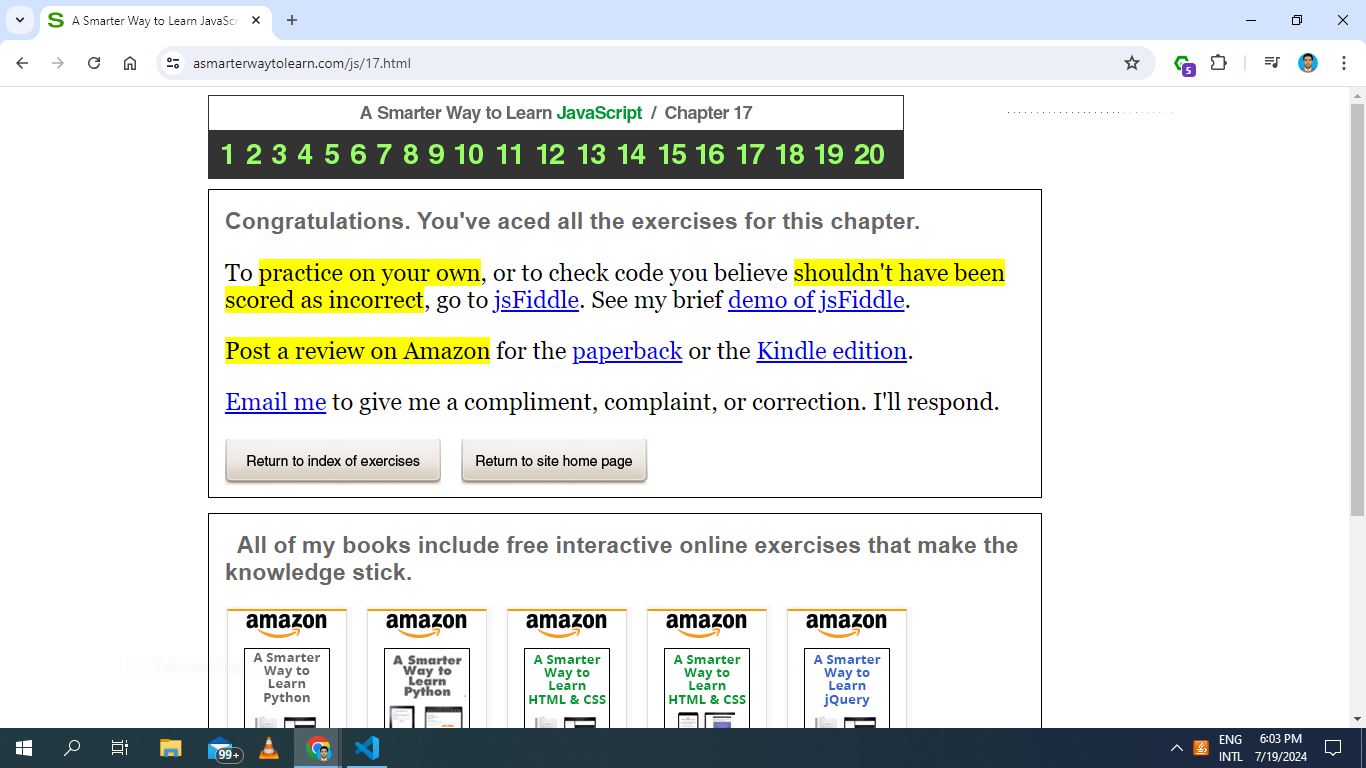 A Smarter Way to Learn JavaScr
asmarterwaytolearn.com/js/17.html
5
A Smarter Way to Learn JavaScript / Chapter 17
1 2 3 4 5 6 7 8 9 10 11 12 13 14 15 16 17 18 19 20
Congratulations. You've aced all the exercises for this chapter.
To practice on your own, or to check code you believe shouldn't have been
scored as incorrect, go to jsFiddle. See my brief demo of jsFiddle.
Post a review on Amazon for the paperback or the Kindle edition.
Email me to give me a compliment, complaint, or correction. I'll respond.
Return to index of exercises
Return to site home page
All of my books include free interactive online exercises that make the
knowledge stick.
amazon
A Smarter
Way to
Learn
Python
amazon
A Smarter
Way to
Learn
Python
amazon
A Smarter
Way to
Learn
HTML & CSS
amazon
A Smarter
Way to
Learn
HTML & CSS
amazon
A Smarter
Way to
Learn
jQuery
99+
ENG
INTL
6:03 PM
7/19/2024